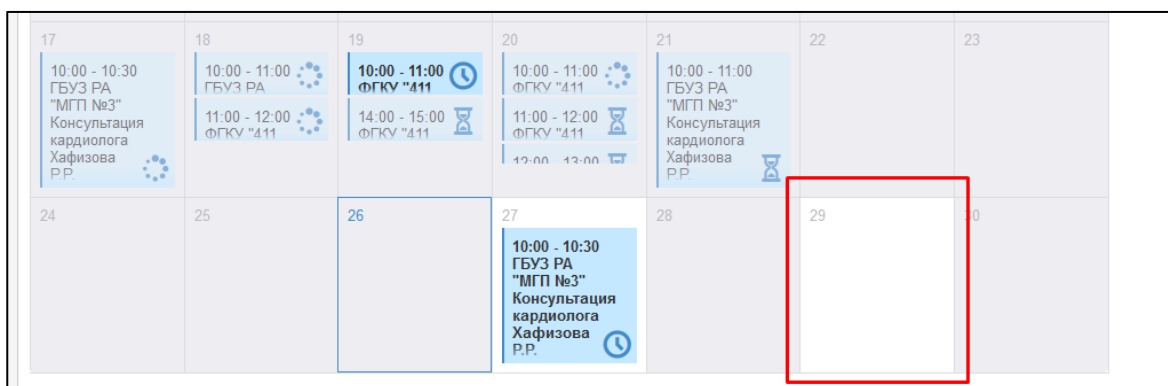 17
10:00 - 10:30
ГБУЗ РА
"МГП №3"
Консультация
кардиолога
Хафизова
Р.Р.
18
10:00 - 11:00
ГБУЗ РА
11:00 - 12:00
ФГКУ "411
19
10:00 - 11:00
ФГКУ "411
14:00 - 15:00
ФГКУ "411
20
10:00 - 11:00
ФГКУ "411
11:00 - 12:00
ФГКУ "411
12:00 - 13:00
21
10:00 - 11:00
ГБУЗ РА
"МГП №3"
Консультация
кардиолога
Хафизова
Р.Р.
22
23
24
25
26
27
10:00 - 10:30
ГБУЗ РА
"МГП №3"
Консультация
кардиолога
Хафизова
Р.Р.
28
29
30